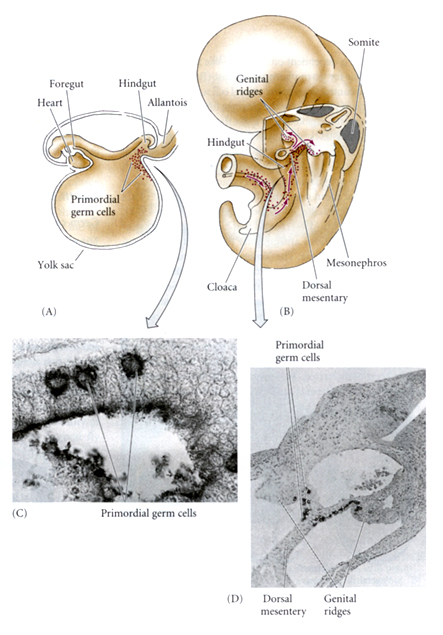 Foregut
Hindgut
Heart
Allantois
Primordial
germ cells
Yolk sac
(A)
Somite
Genital
ridges
Hindgut
Mesonephros
Cloaca
Dorsal
mesentary
(B)
Primordial
germ cells
(C)
Primordial germ cells
(D)
Dorsal
mesentery
Genital
ridges